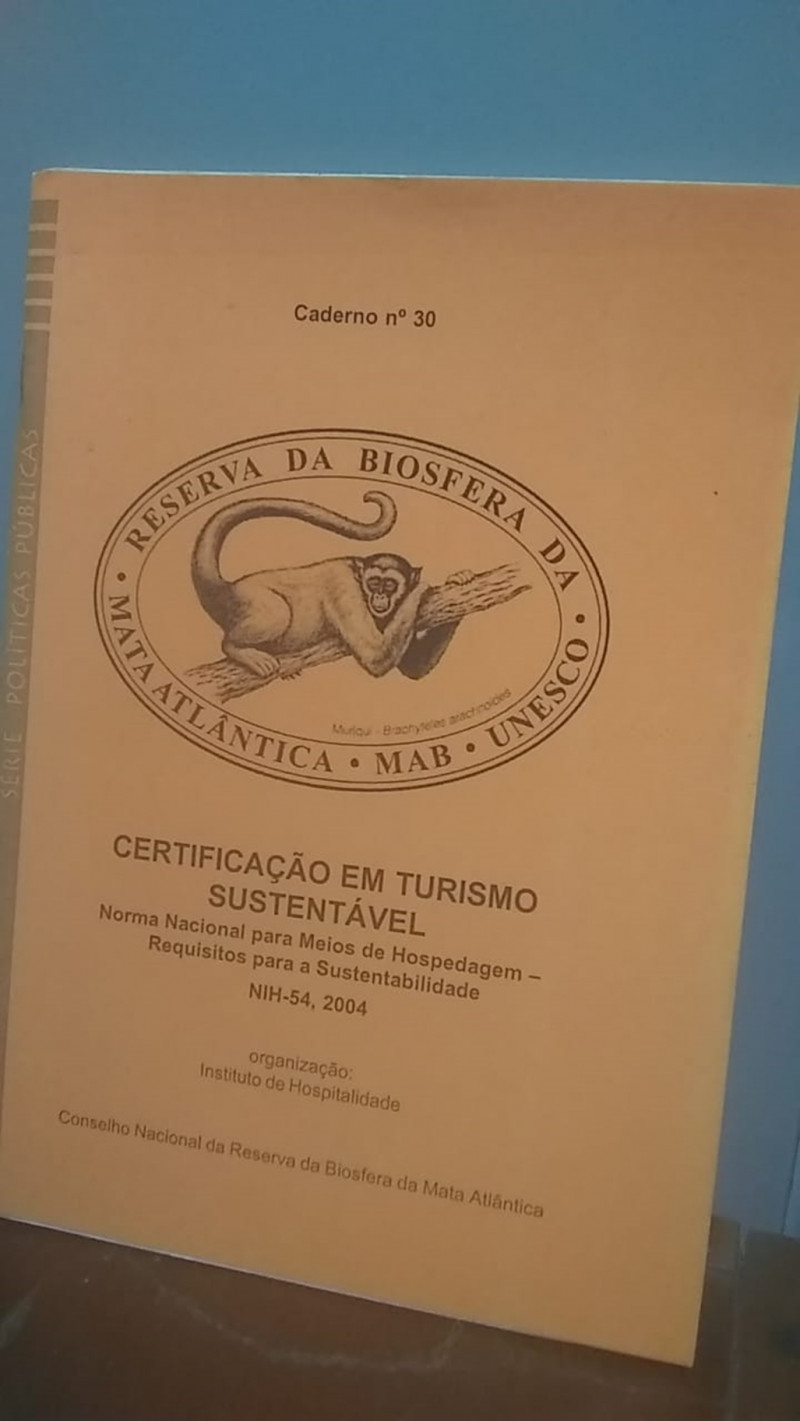 Caderno nº 30
RESERVA DA BIOSFERA DA
MATA ATLÂNTICA • MAB • UNESCO
Muriqui - Brachyteles arachnoides
SÉRIE POLÍTICAS PÚBLICAS
CERTIFICAÇÃO EM TURISMO
SUSTENTÁVEL
Norma Nacional para Meios de Hospedagem –
Requisitos para a Sustentabilidade
NIH-54, 2004
organização:
Instituto de Hospitalidade
Conselho Nacional da Reserva da Biosfera da Mata Atlântica